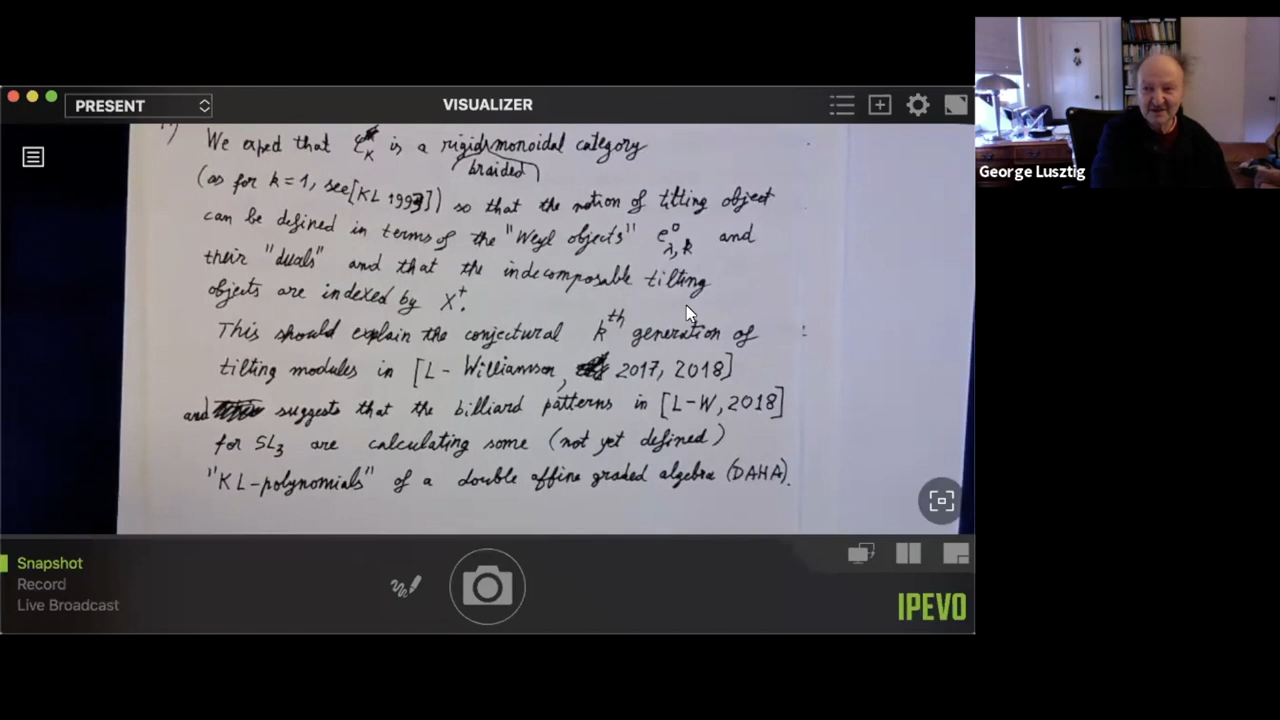 PRESENT
VISUALIZER
We expect that C_K is a rigid monoidal category
braided
(as for k=1, see [KL 1993]) so that the notion of tilting object
can be defined in terms of the "Weyl objects" e⁰_{λ,k} and
their "duals" and that the indecomposable tilting
objects are indexed by X⁺.
This should explain the conjectural kᵗʰ generation of
tilting modules in [L-Williamson, 2017, 2018]
and suggests that the billiard patterns in [L-W, 2018]
for SL₃ are calculating some (not yet defined)
"KL-polynomials" of a double affine graded algebra (DAHA).
Snapshot
Record
Live Broadcast
IPEVO
George Lusztig